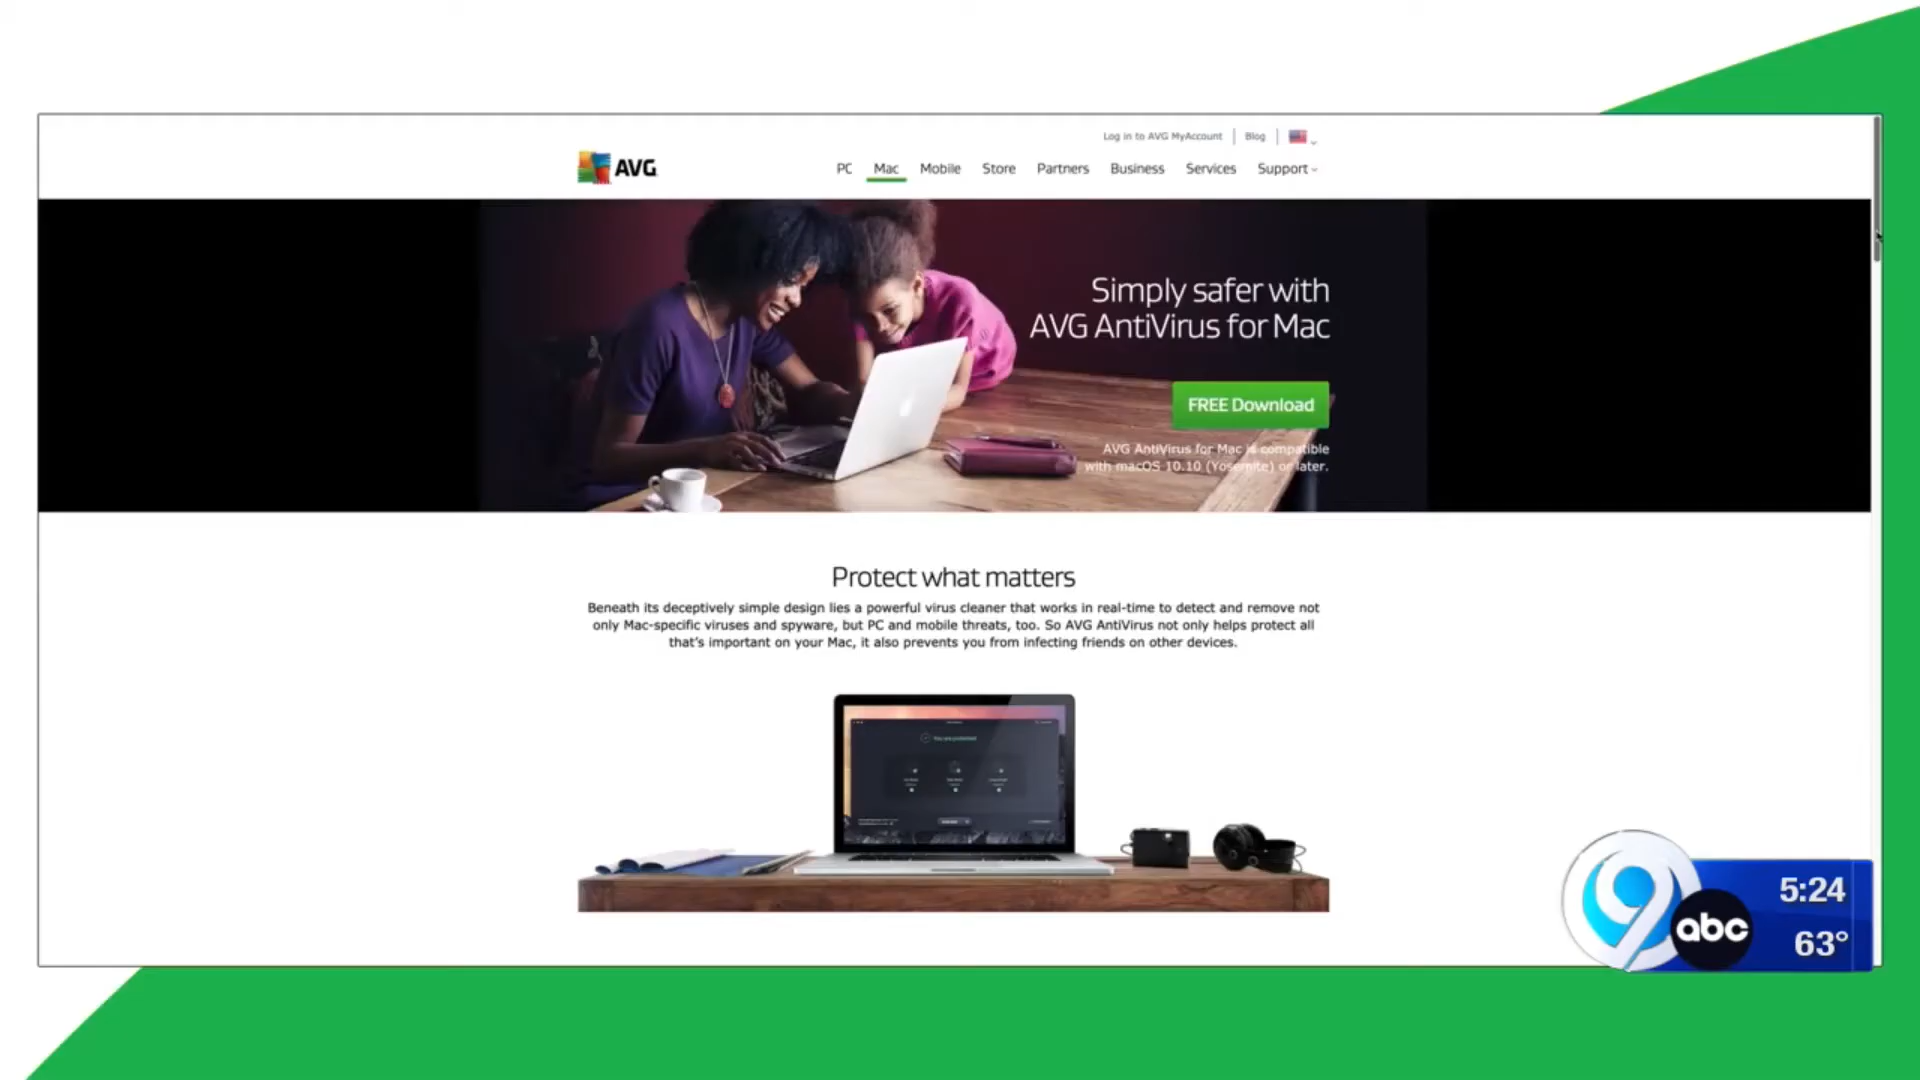 Log in to AVG MyAccount Blog
AVG
PC Mac Mobile Store Partners Business Services Support
Simply safer with
AVG AntiVirus for Mac
FREE Download
AVG AntiVirus for Mac is compatible
with macOS 10.10 (Yosemite) or later.
Protect what matters
Beneath its deceptively simple design lies a powerful virus cleaner that works in real-time to detect and remove not
only Mac-specific viruses and spyware, but PC and mobile threats, too. So AVG AntiVirus not only helps protect all
that's important on your Mac, it also prevents you from infecting friends on other devices.
You are protected
9 abc
5:24
63°